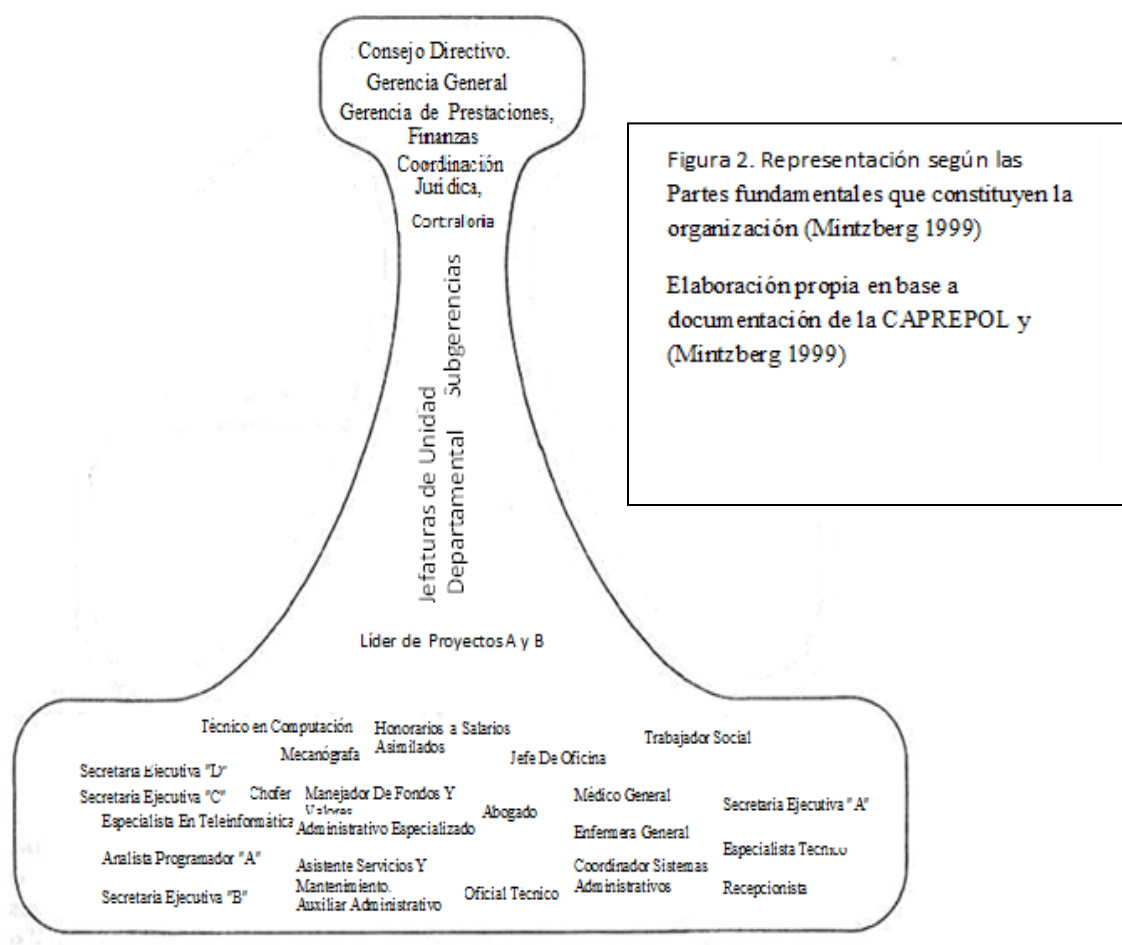 Consejo Directivo.
Gerencia General
Gerencia de Prestaciones,
Finanzas
Coordinación
Jurídica,
Contraloria
Subgerencias
Jefaturas de Unidad
Departamental
Líder de Proyectos A y B
Figura 2. Representación según las
Partes fundamentales que constituyen la
organización (Mintzberg 1999)
Elaboración propia en base a
documentación de la CAPREPOL y
(Mintzberg 1999)
Técnico en Computación
Honorarios a Salarios
Asimilados
Mecanógrafa
Jefe De Oficina
Trabajador Social
Secretaria Ejecutiva "D"
Secretaria Ejecutiva "C"
Chofer
Manejador De Fondos Y
Valores
Abogado
Médico General
Secretaria Ejecutiva "A"
Especialista En Teleinformática
Administrativo Especializado
Enfermera General
Especialista Tecnico
Analista Programador "A"
Asistente Servicios Y
Mantenimiento.
Auxiliar Administrativo
Oficial Tecnico
Coordinador Sistemas
Administrativos
Recepcionista
Secretaria Ejecutiva "B"